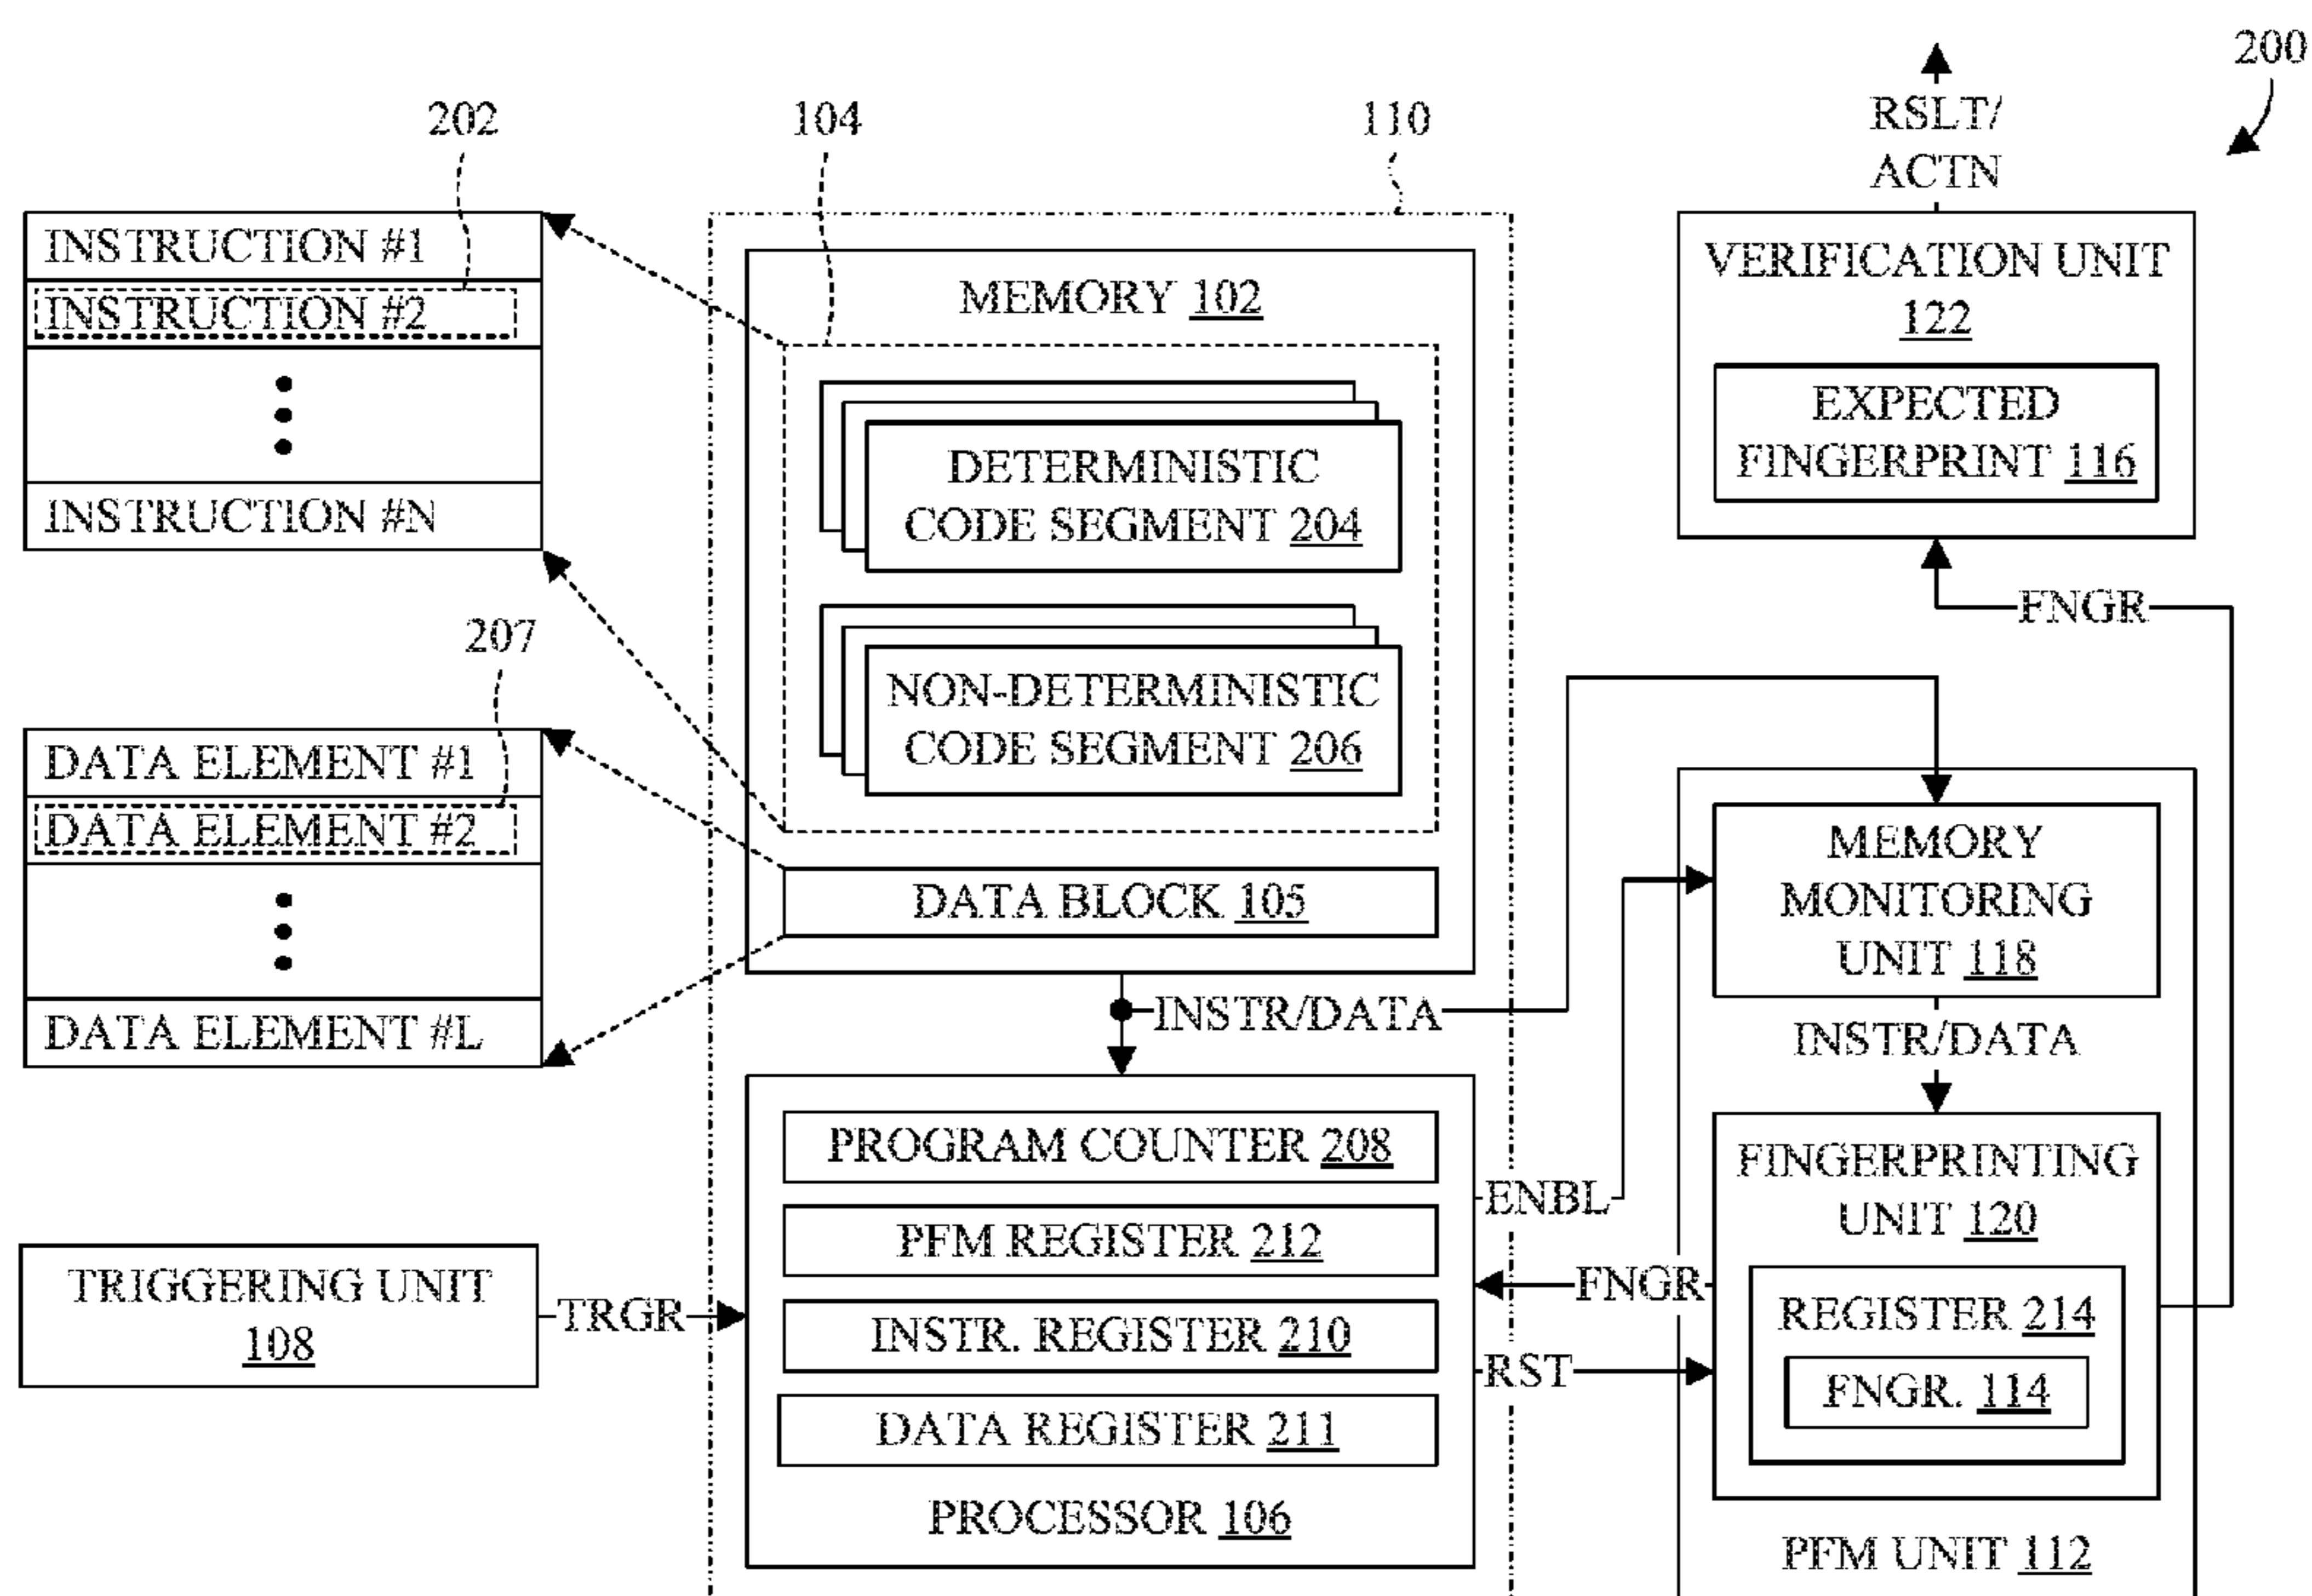 200
202
104
110
RSLT/
ACTN
INSTRUCTION #1
INSTRUCTION #2
INSTRUCTION #N
207
DATA ELEMENT #1
DATA ELEMENT #2
DATA ELEMENT #L
TRIGGERING UNIT
108
TRGR
MEMORY 102
DETERMINISTIC
CODE SEGMENT 204
NON-DETERMINISTIC
CODE SEGMENT 206
DATA BLOCK 105
INSTR/DATA
PROGRAM COUNTER 208
PFM REGISTER 212
INSTR. REGISTER 210
DATA REGISTER 211
PROCESSOR 106
ENBL
FNGR
RST
VERIFICATION UNIT
122
EXPECTED
FINGERPRINT 116
FNGR
MEMORY
MONITORING
UNIT 118
INSTR/DATA
FINGERPRINTING
UNIT 120
REGISTER 214
FNGR. 114
PFM UNIT 112